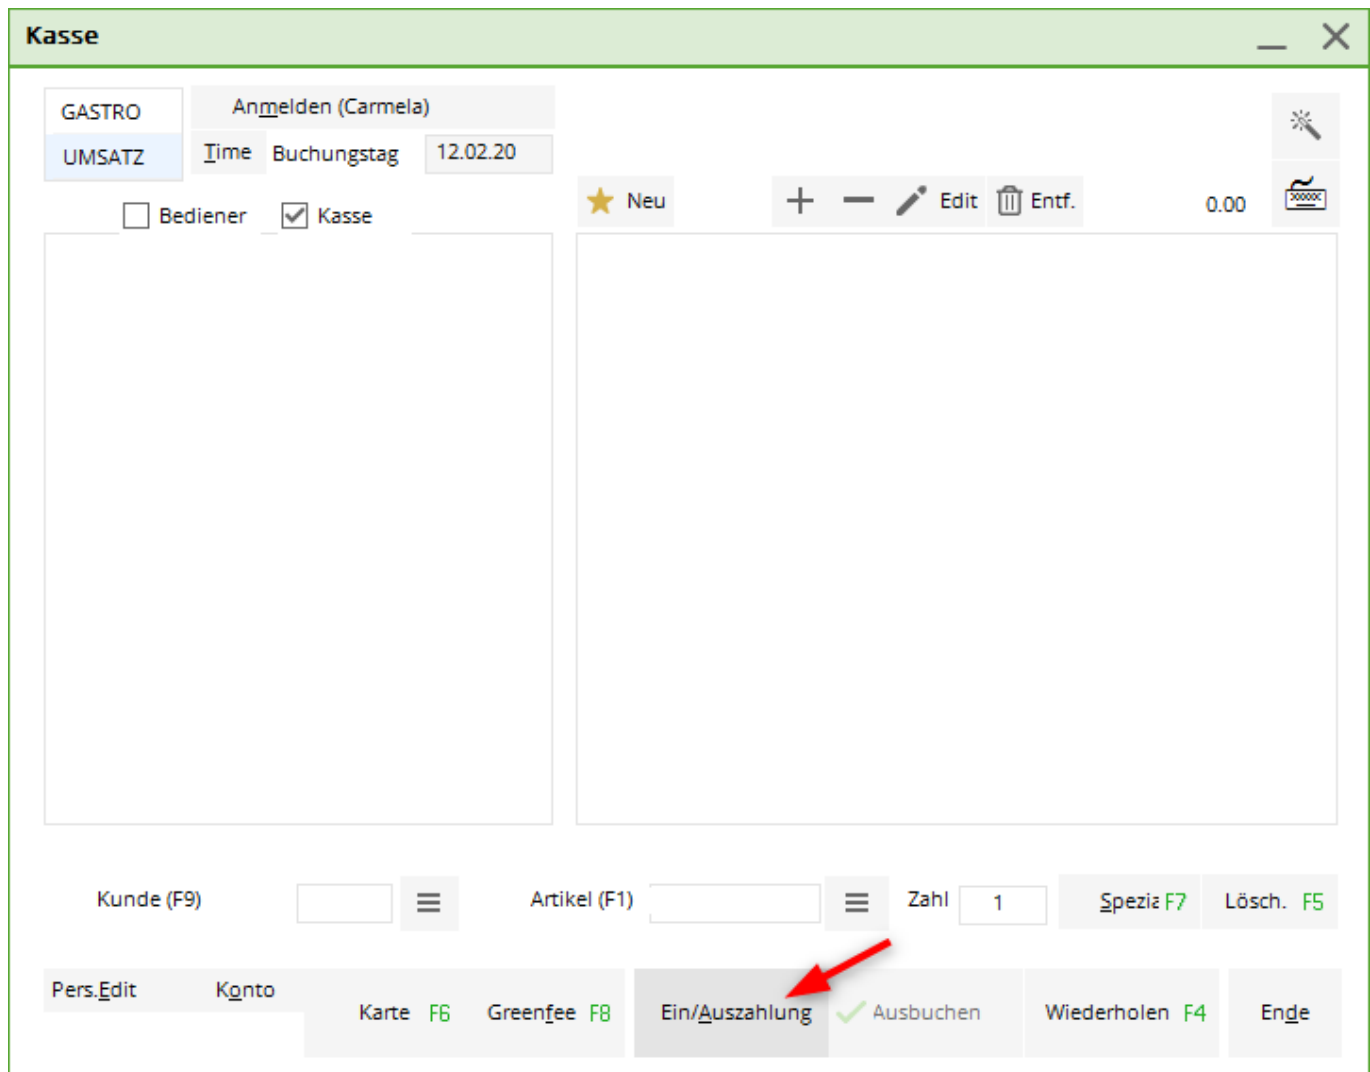 Kasse
GASTRO
Anmelden (Carmela)
UMSATZ
Time Buchungstag 12.02.20
Neu
Edit
Entf.
0.00
Bediener
Kasse
Kunde (F9)
Artikel (F1)
Zahl 1
Spezia F7
Lösch. F5
Pers.Edit
Konto
Karte F6
Greenfee F8
Ein/Auszahlung
Ausbuchen
Wiederholen F4
Ende